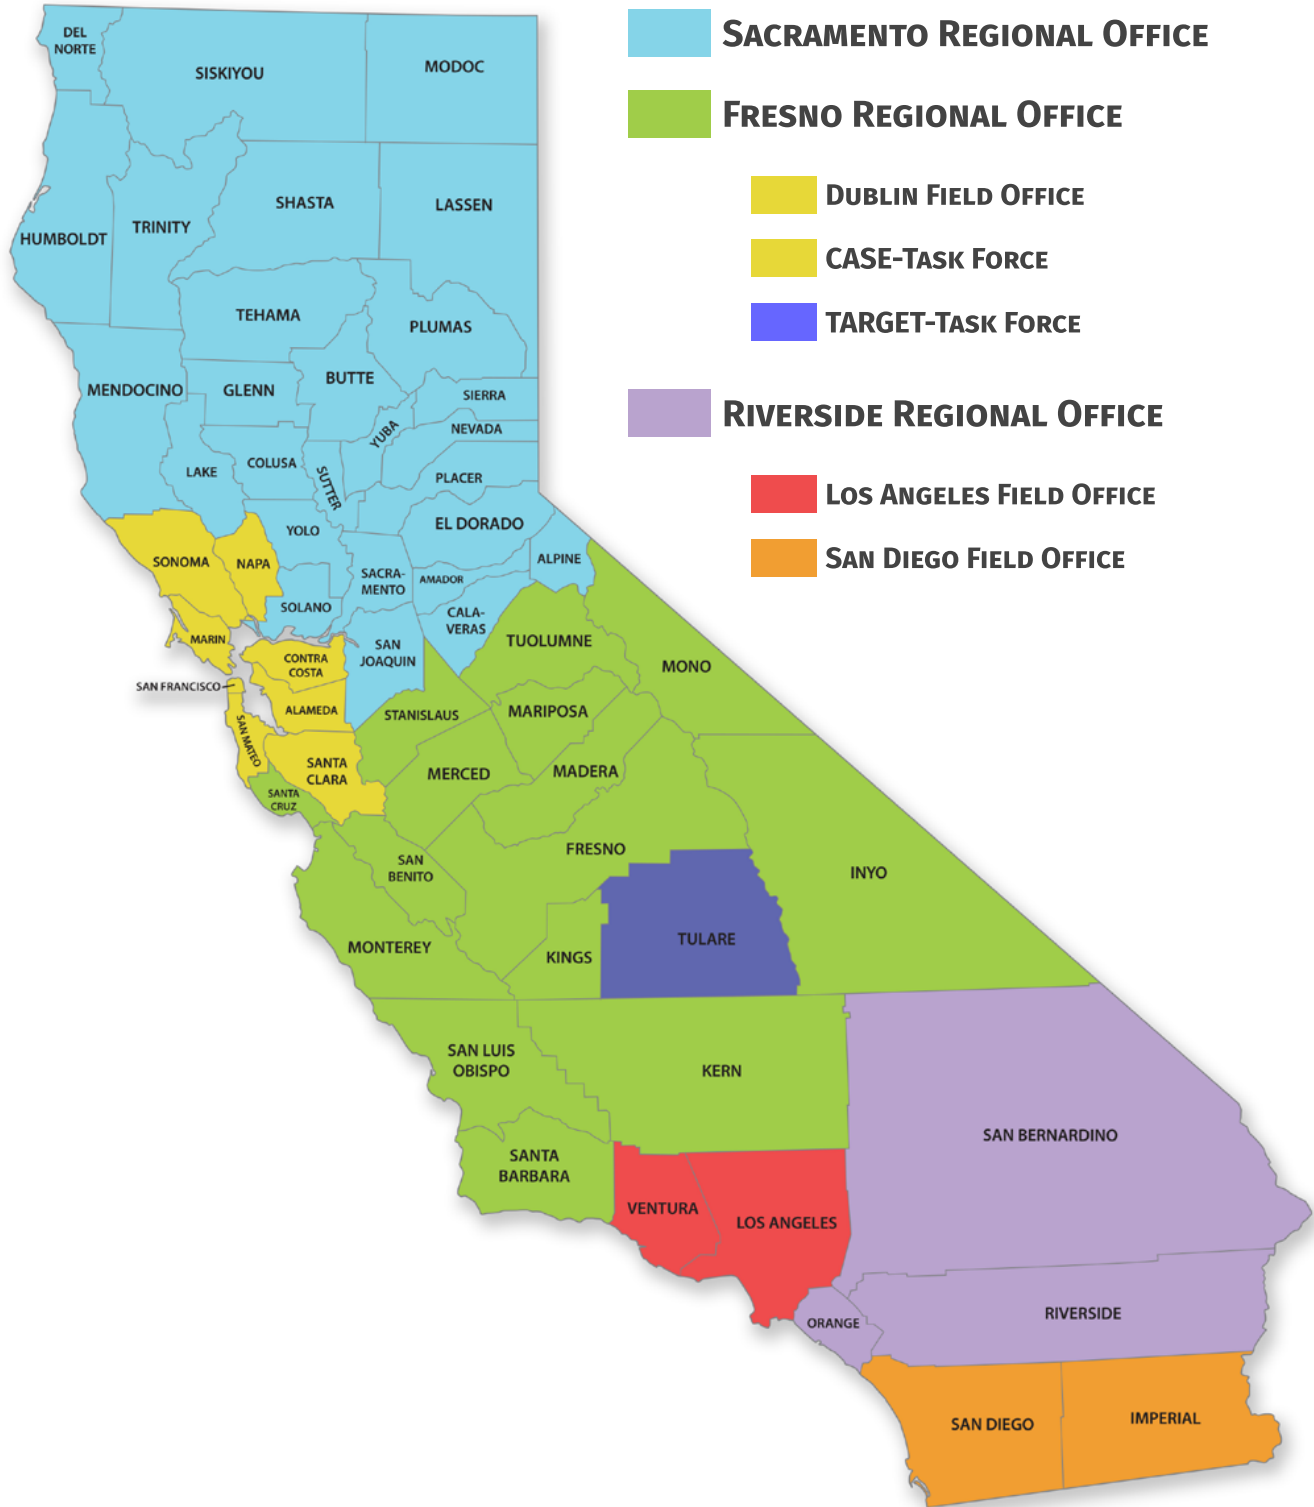 SACRAMENTO REGIONAL OFFICE
FRESNO REGIONAL OFFICE
DUBLIN FIELD OFFICE
CASE-TASK FORCE
TARGET-TASK FORCE
RIVERSIDE REGIONAL OFFICE
LOS ANGELES FIELD OFFICE
SAN DIEGO FIELD OFFICE
DEL
NORTE
SISKIYOU
MODOC
HUMBOLDT
TRINITY
SHASTA
LASSEN
TEHAMA
PLUMAS
MENDOCINO
GLENN
BUTTE
SIERRA
YUBA
NEVADA
LAKE
COLUSA
SUTTER
PLACER
YOLO
EL DORADO
SONOMA
NAPA
SACRA-
MENTO
AMADOR
ALPINE
SOLANO
CALA-
VERAS
MARIN
SAN
JOAQUIN
TUOLUMNE
MONO
CONTRA
COSTA
SAN FRANCISCO
ALAMEDA
STANISLAUS
MARIPOSA
SAN MATEO
SANTA
CLARA
MERCED
MADERA
SANTA
CRUZ
SAN
BENITO
FRESNO
INYO
MONTEREY
KINGS
TULARE
SAN LUIS
OBISPO
KERN
SAN BERNARDINO
SANTA
BARBARA
VENTURA
LOS ANGELES
ORANGE
RIVERSIDE
SAN DIEGO
IMPERIAL